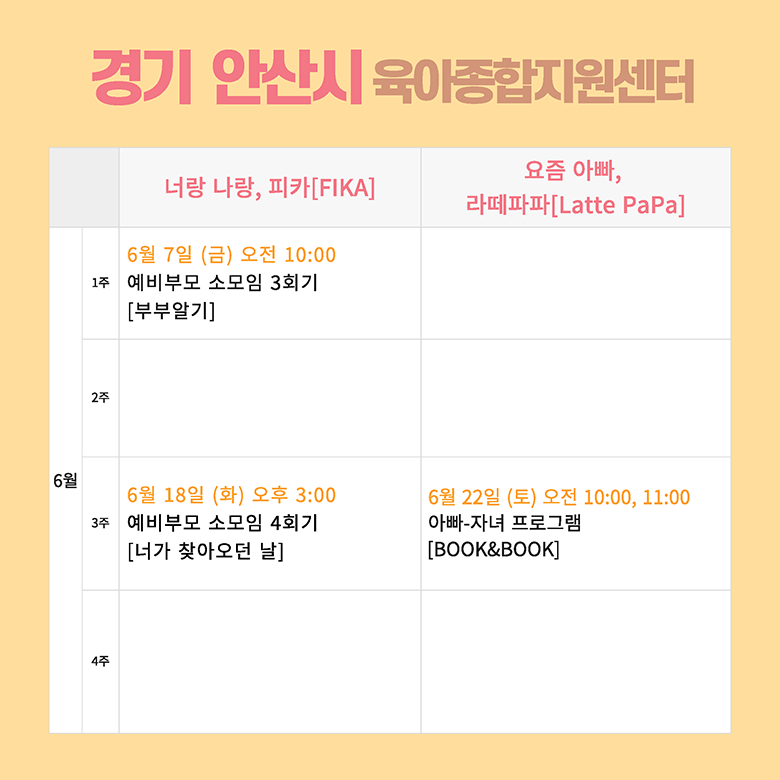 경기 안산시 육아종합지원센터
너랑 나랑, 피카[FIKA]
요즘 아빠,
라떼파파[Latte PaPa]
6월
1주
6월 7일 (금) 오전 10:00
예비부모 소모임 3회기
[부부알기]
2주
3주
6월 18일 (화) 오후 3:00
예비부모 소모임 4회기
[너가 찾아오던 날]
6월 22일 (토) 오전 10:00, 11:00
아빠-자녀 프로그램
[BOOK&BOOK]
4주